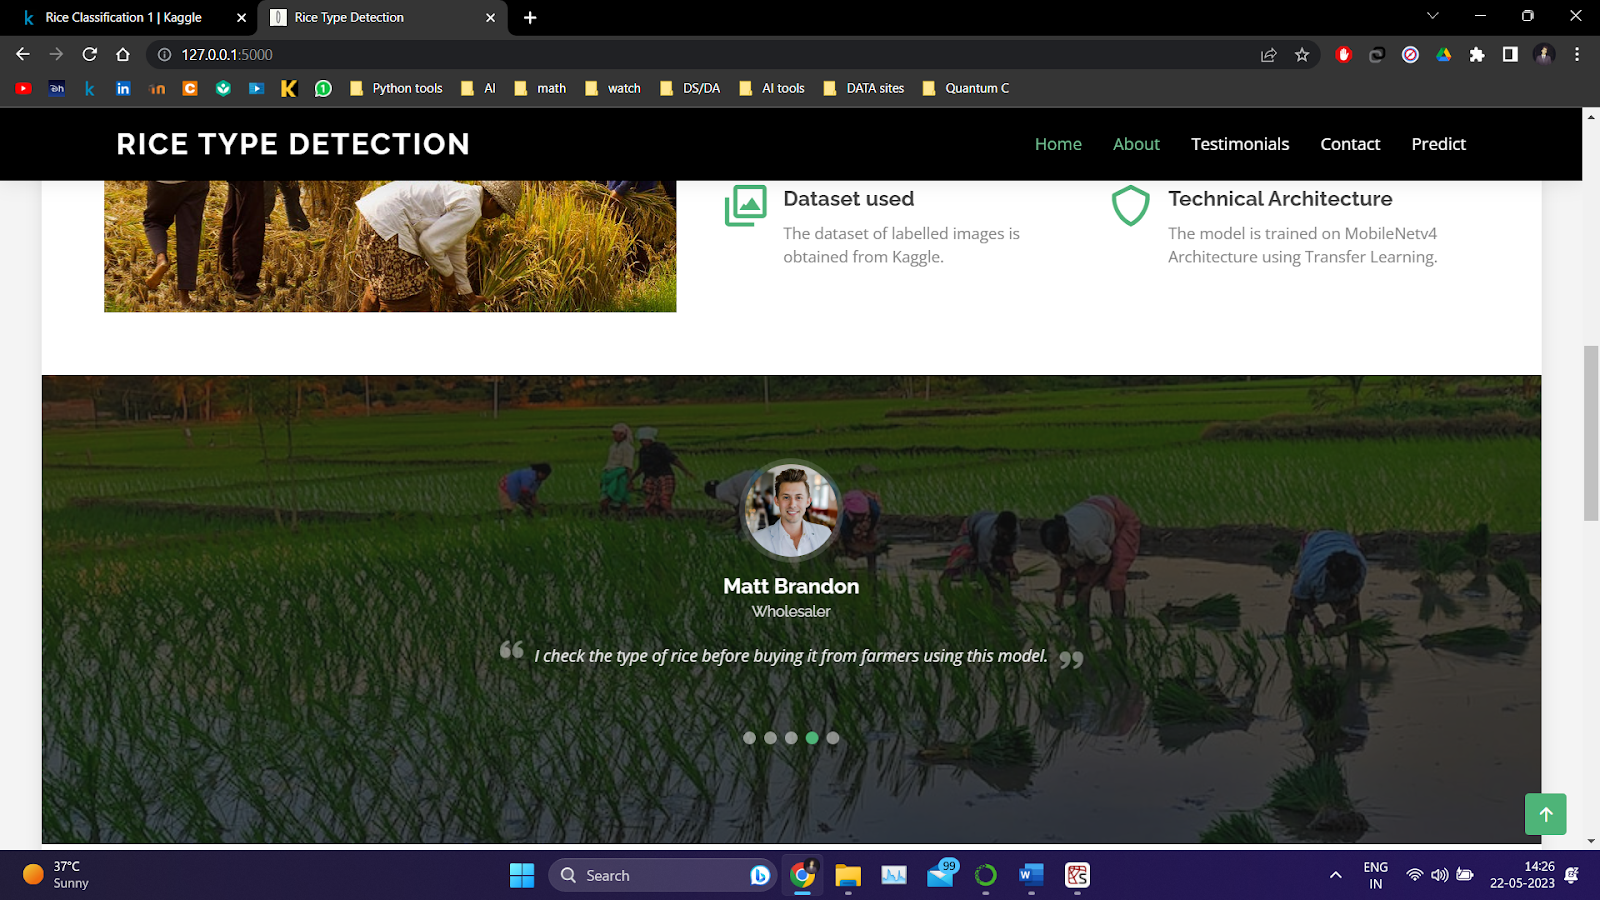 Rice Classification 1 | Kaggle
Rice Type Detection
127.0.0.1:5000
Python tools
AI
math
watch
DS/DA
AI tools
DATA sites
Quantum C
RICE TYPE DETECTION
Home
About
Testimonials
Contact
Predict
Dataset used
The dataset of labelled images is
obtained from Kaggle.
Technical Architecture
The model is trained on MobileNetv4
Architecture using Transfer Learning.
Matt Brandon
Wholesaler
“ I check the type of rice before buying it from farmers using this model. ”
37°C
Sunny
Search
99
ENG
IN
14:26
22-05-2023